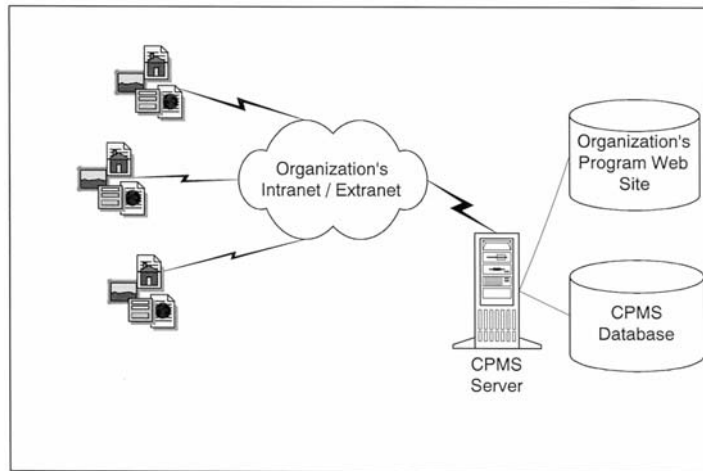 Organization's
Intranet / Extranet
Organization's
Program Web
Site
CPMS
Database
CPMS
Server